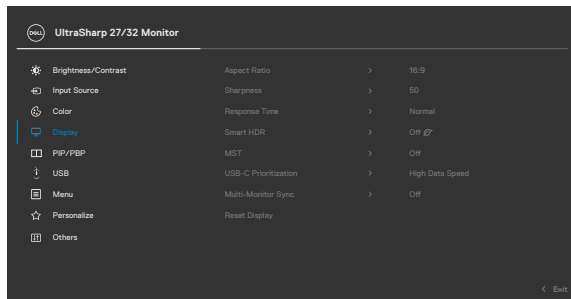 DELL UltraSharp 27/32 Monitor
Brightness/Contrast Aspect Ratio > 16:9
Input Source Sharpness > 50
Color Response Time > Normal
Display Smart HDR > Off
PIP/PBP MST > Off
USB USB-C Prioritization > High Data Speed
Menu Multi-Monitor Sync > Off
Personalize Reset Display
Others
< Exit